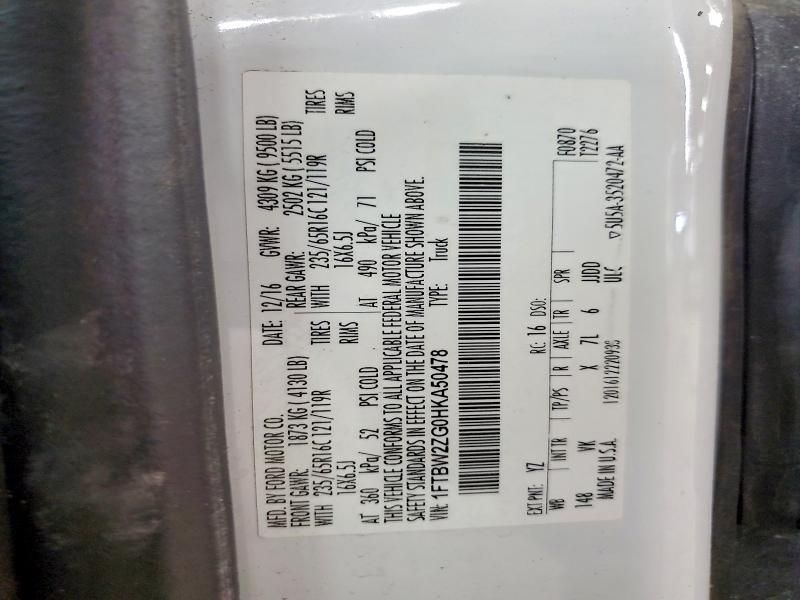 MFD. BY FORD MOTOR CO.
DATE: 12/16 GVWR: 4309 KG ( 9500 LB)
FRONT GAWR: 1873 KG ( 4130 LB) REAR GAWR: 2502 KG ( 5515 LB)
WITH 235/65R16C 121/119R TIRES WITH 235/65R16C 121/119R TIRES
16X6.5J RIMS 16X6.5J RIMS
AT 360 kPa/ 52 PSI COLD AT 490 kPa/ 71 PSI COLD
THIS VEHICLE CONFORMS TO ALL APPLICABLE FEDERAL MOTOR VEHICLE
SAFETY STANDARDS IN EFFECT ON THE DATE OF MANUFACTURE SHOWN ABOVE.
VIN: 1FTBW2ZG0HKA50478 TYPE: Truck
EXT PNT: YZ RC: 16 DSO: F0870
WB INT TR TP/PS R AXLE TR SPR T2276
148 VK X 7L 6 JJDD
MADE IN U.S.A. ULC
▽5U5A-3520472-AA